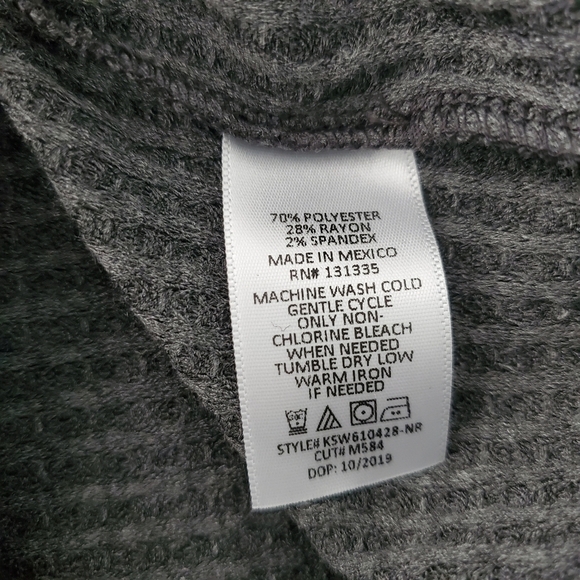 70% POLYESTER
28% RAYON
2% SPANDEX
MADE IN MEXICO
RN# 131335
MACHINE WASH COLD
GENTLE CYCLE
ONLY NON-
CHLORINE BLEACH
WHEN NEEDED
TUMBLE DRY LOW
WARM IRON
IF NEEDED
STYLE# KSW610428-NR
CUT# M584
DOP: 10/2019